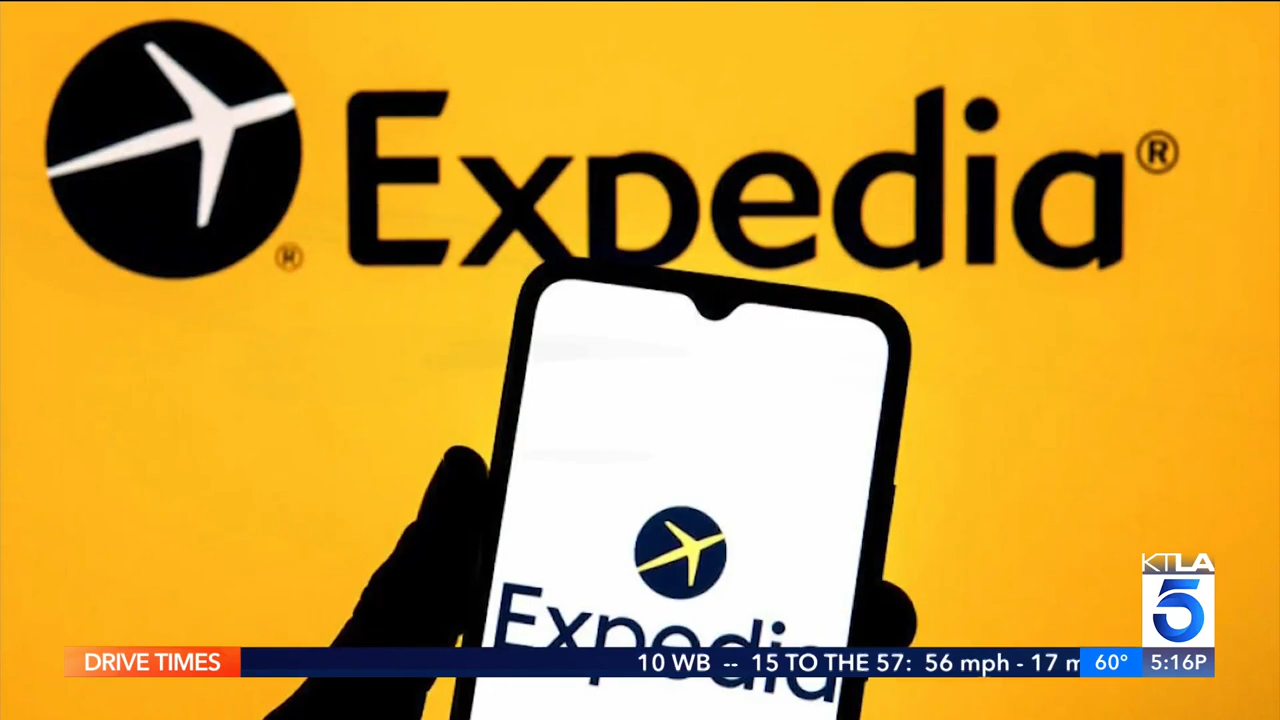 Expedia®
®
Expedia
KTLA
5
DRIVE TIMES
10 WB -- 15 TO THE 57: 56 mph - 17 m
60°
5:16P